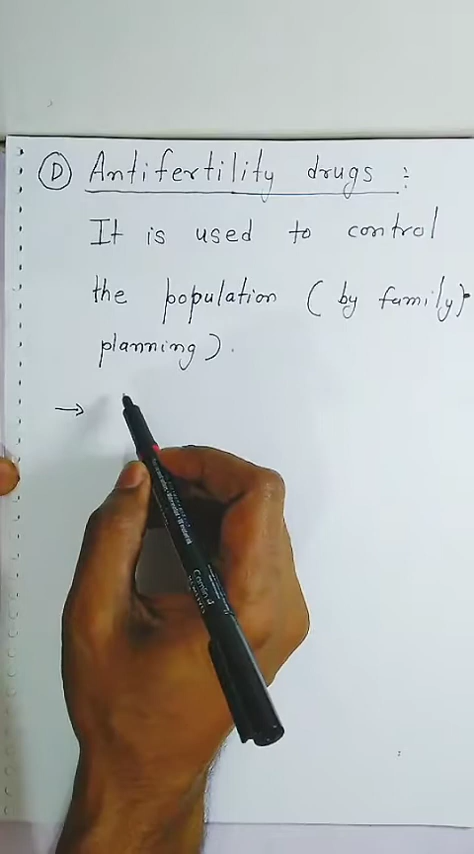 Ⓓ Antifertility drugs :
It is used to control
the population ( by family
planning ).
→